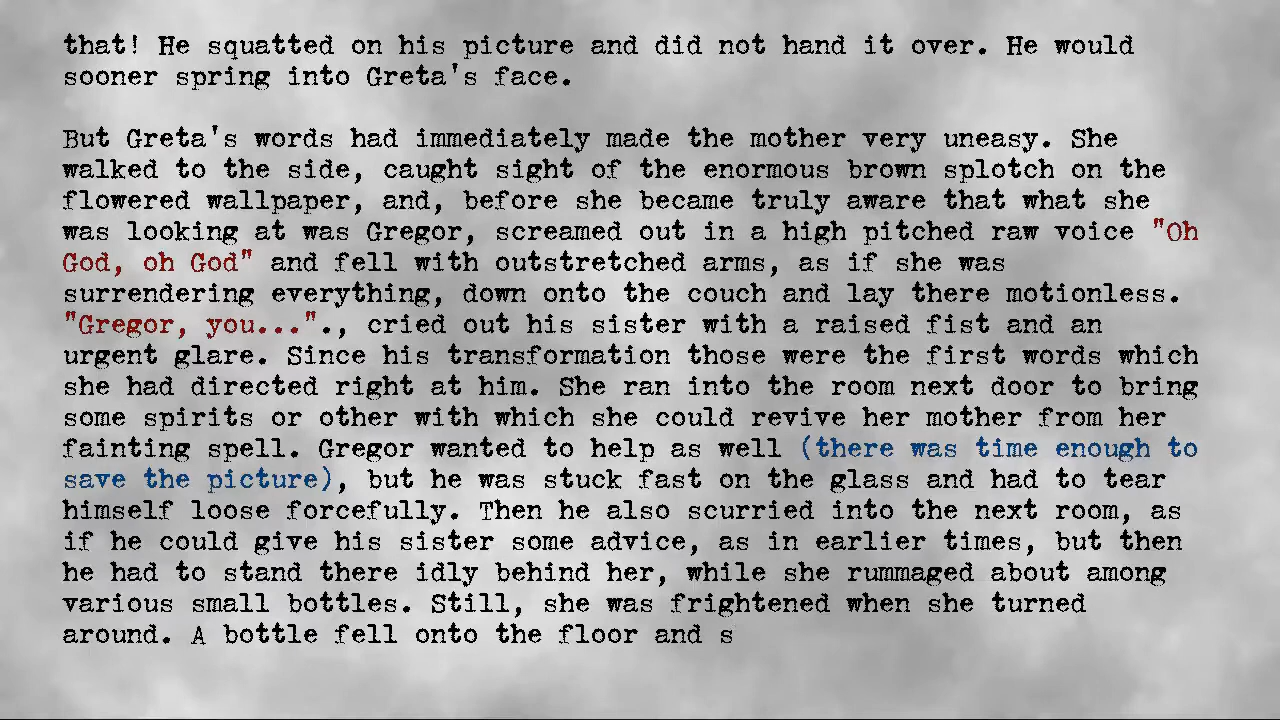 that! He squatted on his picture and did not hand it over. He would
sooner spring into Greta's face.
But Greta's words had immediately made the mother very uneasy. She
walked to the side, caught sight of the enormous brown splotch on the
flowered wallpaper, and, before she became truly aware that what she
was looking at was Gregor, screamed out in a high pitched raw voice "Oh
God, oh God" and fell with outstretched arms, as if she was
surrendering everything, down onto the couch and lay there motionless.
"Gregor, you..."., cried out his sister with a raised fist and an
urgent glare. Since his transformation those were the first words which
she had directed right at him. She ran into the room next door to bring
some spirits or other with which she could revive her mother from her
fainting spell. Gregor wanted to help as well (there was time enough to
save the picture), but he was stuck fast on the glass and had to tear
himself loose forcefully. Then he also scurried into the next room, as
if he could give his sister some advice, as in earlier times, but then
he had to stand there idly behind her, while she rummaged about among
various small bottles. Still, she was frightened when she turned
around. A bottle fell onto the floor and s